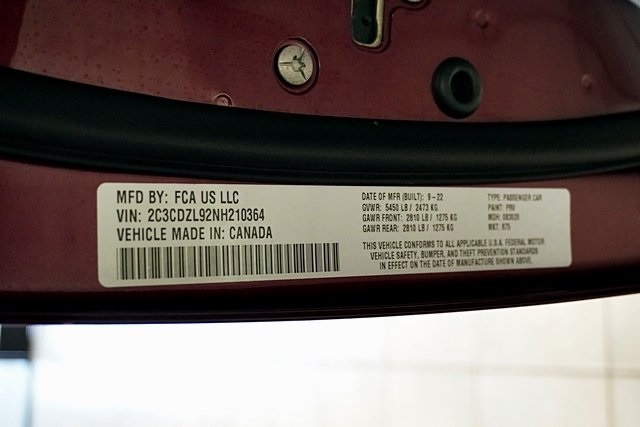 MFD BY: FCA US LLC
VIN: 2C3CDZL92NH210364
VEHICLE MADE IN: CANADA
DATE OF MFR (BUILT): 9-22
GVWR: 5450 LB / 2473 KG
GAWR FRONT: 2810 LB / 1275 KG
GAWR REAR: 2810 LB / 1275 KG
TYPE: PASSENGER CAR
PAINT: PRV
MDH:
MKT:
THIS VEHICLE CONFORMS TO ALL APPLICABLE U.S.A. FEDERAL MOTOR
VEHICLE SAFETY, BUMPER, AND THEFT PREVENTION STANDARDS
IN EFFECT ON THE DATE OF MANUFACTURE SHOWN ABOVE.